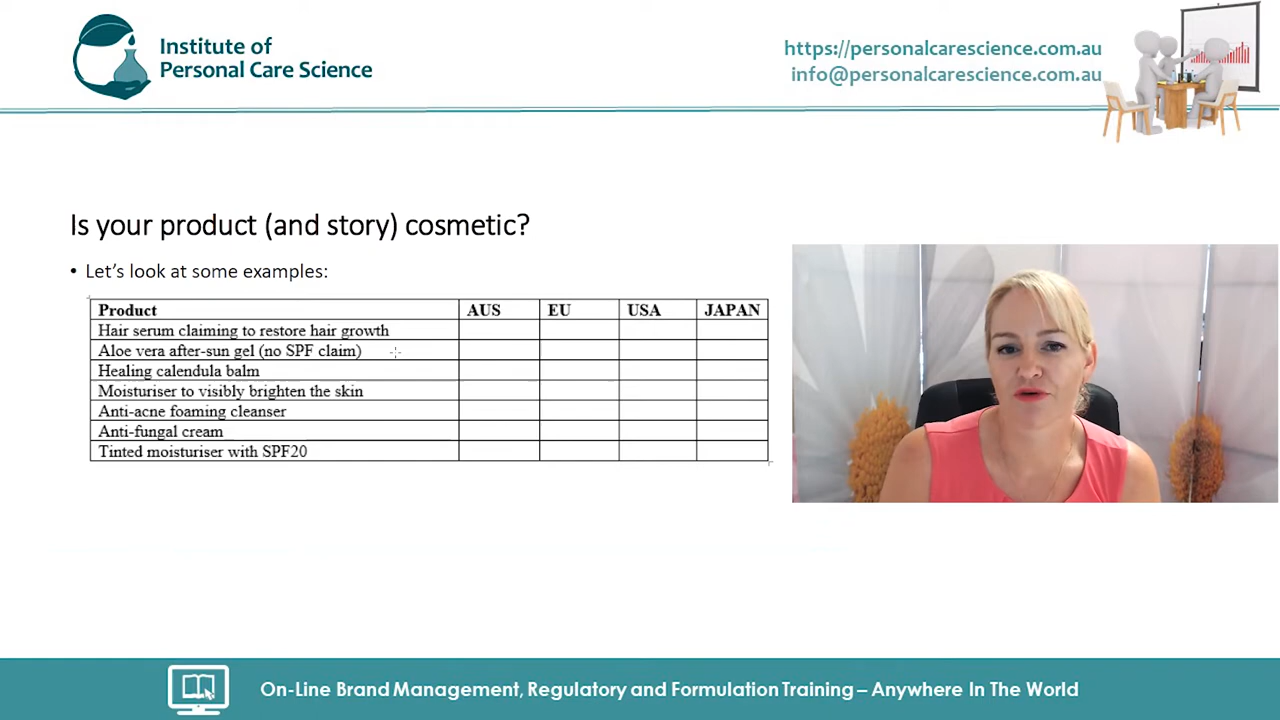 Institute of
Personal Care Science
https://personalcarescience.com.au
info@personalcarescience.com.au
Is your product (and story) cosmetic?
• Let's look at some examples:
Product AUS EU USA JAPAN
Hair serum claiming to restore hair growth
Aloe vera after-sun gel (no SPF claim)
Healing calendula balm
Moisturiser to visibly brighten the skin
Anti-acne foaming cleanser
Anti-fungal cream
Tinted moisturiser with SPF20
On-Line Brand Management, Regulatory and Formulation Training – Anywhere In The World